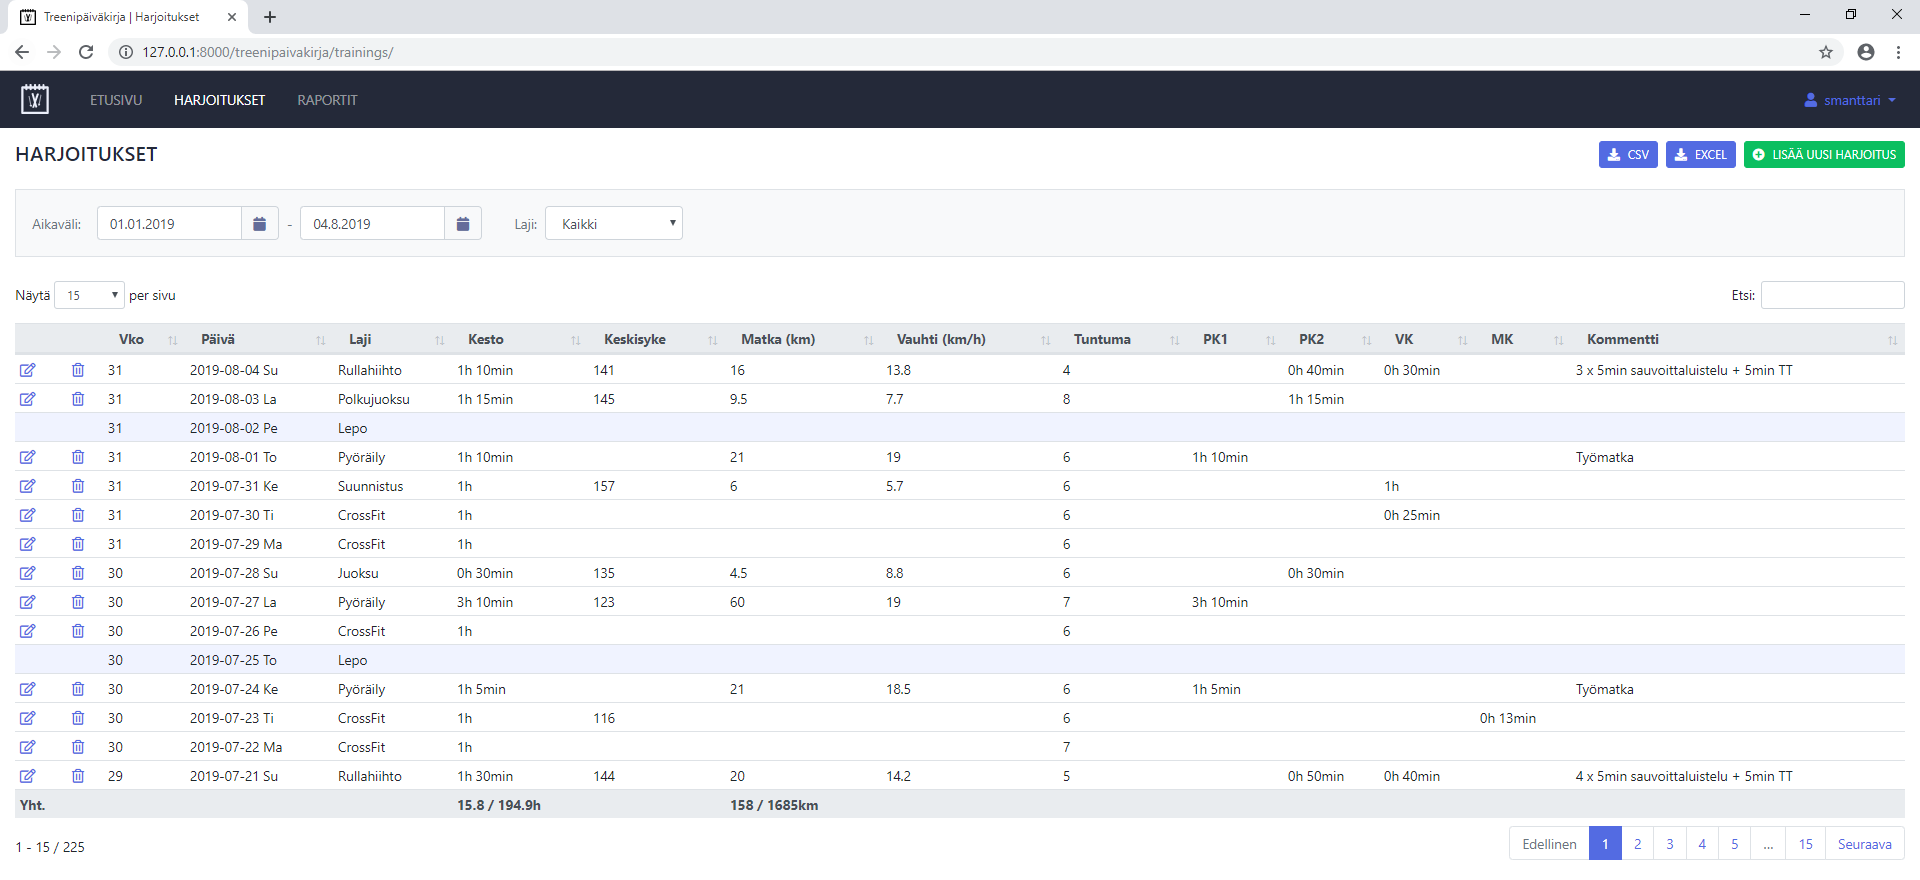 Treenipäiväkirja | Harjoitukset
127.0.0.1:8000/treenipaivakirja/trainings/
ETUSIVU HARJOITUKSET RAPORTIT smanttari
HARJOITUKSET CSV EXCEL LISÄÄ UUSI HARJOITUS
Aikaväli: 01.01.2019 - 04.8.2019 Laji: Kaikki
Näytä 15 per sivu Etsi:
Vko Päivä Laji Kesto Keskisyke Matka (km) Vauhti (km/h) Tuntuma PK1 PK2 VK MK Kommentti
31 2019-08-04 Su Rullahiihto 1h 10min 141 16 13.8 4 0h 40min 0h 30min 3 x 5min sauvoittaluistelu + 5min TT
31 2019-08-03 La Polkujuoksu 1h 15min 145 9.5 7.7 8 1h 15min
31 2019-08-02 Pe Lepo
31 2019-08-01 To Pyöräily 1h 10min 21 19 6 1h 10min Työmatka
31 2019-07-31 Ke Suunnistus 1h 157 6 5.7 6 1h
31 2019-07-30 Ti CrossFit 1h 6 0h 25min
31 2019-07-29 Ma CrossFit 1h 6
30 2019-07-28 Su Juoksu 0h 30min 135 4.5 8.8 6 0h 30min
30 2019-07-27 La Pyöräily 3h 10min 123 60 19 7 3h 10min
30 2019-07-26 Pe CrossFit 1h 6
30 2019-07-25 To Lepo
30 2019-07-24 Ke Pyöräily 1h 5min 21 18.5 6 1h 5min Työmatka
30 2019-07-23 Ti CrossFit 1h 116 6 0h 13min
30 2019-07-22 Ma CrossFit 1h 7
29 2019-07-21 Su Rullahiihto 1h 30min 144 20 14.2 5 0h 50min 0h 40min 4 x 5min sauvoittaluistelu + 5min TT
Yht. 15.8 / 194.9h 158 / 1685km
1 - 15 / 225 Edellinen 1 2 3 4 5 ... 15 Seuraava